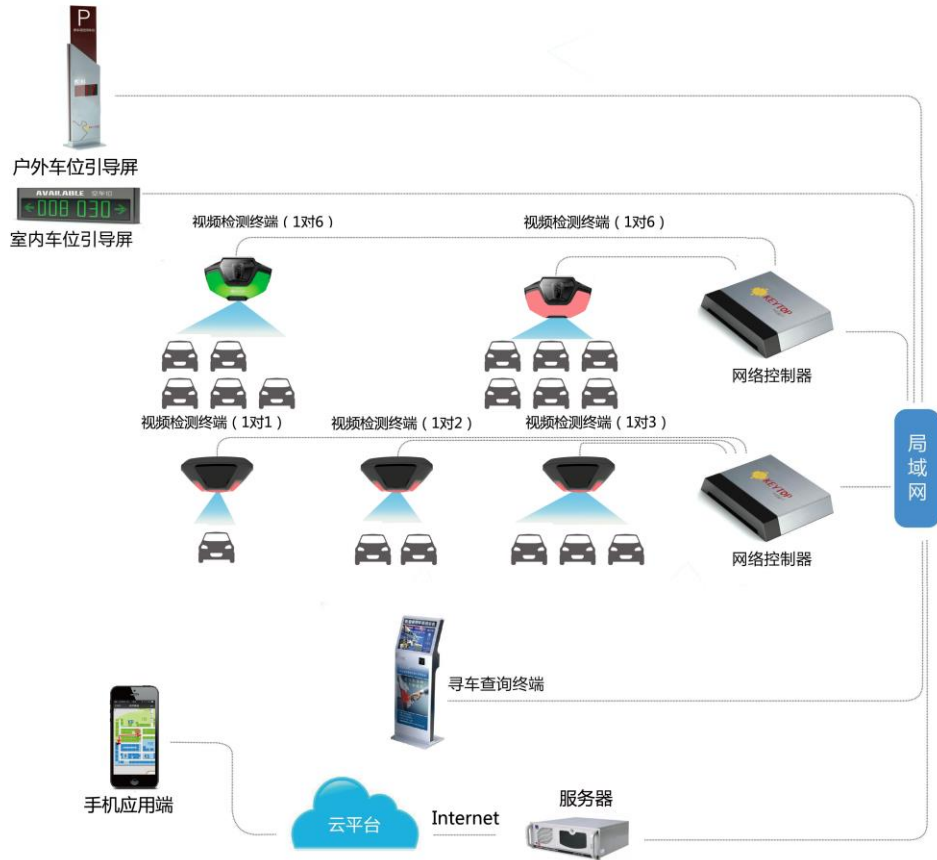 P
户外车位引导屏
AVAILABLE 空车位
←008 030→
室内车位引导屏
视频检测终端（1对6）
视频检测终端（1对6）
KEYTOP
网络控制器
视频检测终端（1对1）
视频检测终端（1对2）
视频检测终端（1对3）
KEYTOP
网络控制器
局域网
寻车查询终端
手机应用端
云平台
Internet
服务器